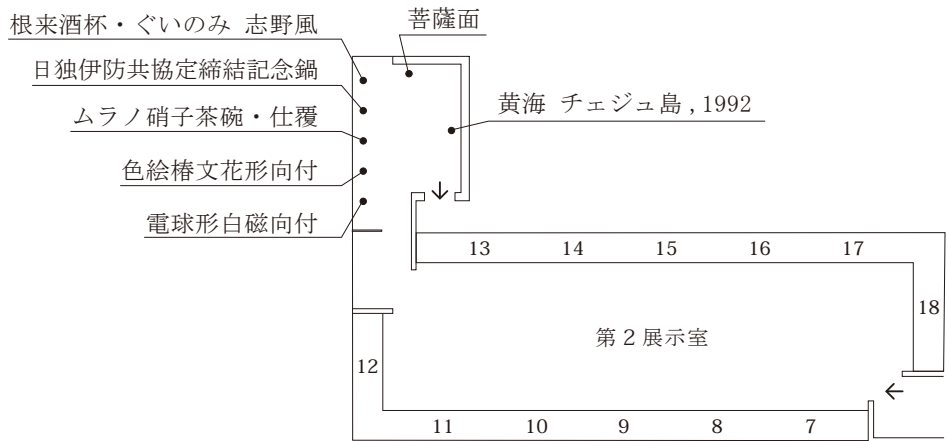 根来酒杯・ぐいのみ 志野風
菩薩面
日独伊防共協定締結記念鍋
黄海 チェジュ島 , 1992
ムラノ硝子茶碗・仕覆
色絵椿文花形向付
電球形白磁向付
13 14 15 16 17
18
第 2 展示室
12
11 10 9 8 7